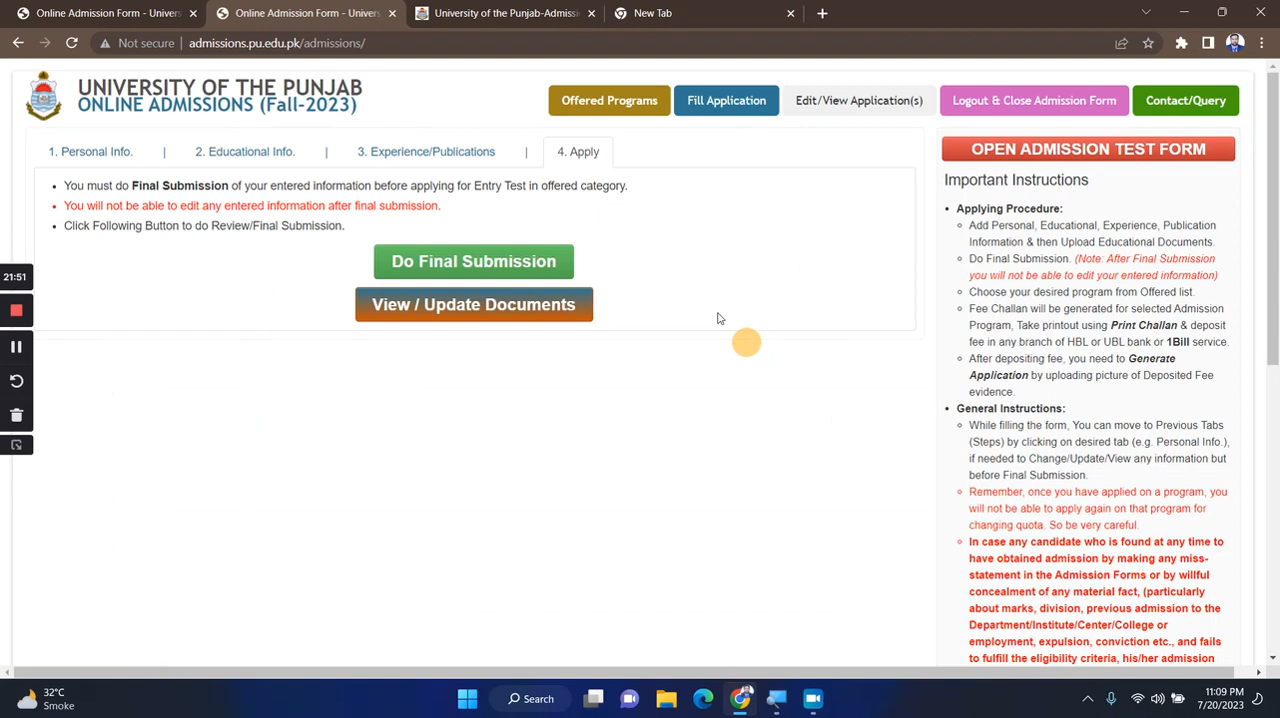 Online Admission Form - Univers
Online Admission Form - Univers
University of the Punjab-Admissi
New Tab
Not secure
admissions.pu.edu.pk/admissions/
UNIVERSITY OF THE PUNJAB
ONLINE ADMISSIONS (Fall-2023)
Offered Programs
Fill Application
Edit/View Application(s)
Logout & Close Admission Form
Contact/Query
1. Personal Info. | 2. Educational Info. | 3. Experience/Publications | 4. Apply
You must do Final Submission of your entered information before applying for Entry Test in offered category.
You will not be able to edit any entered information after final submission.
Click Following Button to do Review/Final Submission.
Do Final Submission
View / Update Documents
21:51
OPEN ADMISSION TEST FORM
Important Instructions
Applying Procedure:
Add Personal, Educational, Experience, Publication
Information & then Upload Educational Documents.
Do Final Submission. (Note: After Final Submission
you will not be able to edit your entered information)
Choose your desired program from Offered list.
Fee Challan will be generated for selected Admission
Program, Take printout using Print Challan & deposit
fee in any branch of HBL or UBL bank or 1Bill service.
After depositing fee, you need to Generate
Application by uploading picture of Deposited Fee
evidence.
General Instructions:
While filling the form, You can move to Previous Tabs
(Steps) by clicking on desired tab (e.g. Personal Info.),
if needed to Change/Update/View any information but
before Final Submission.
Remember, once you have applied on a program, you
will not be able to apply again on that program for
changing quota. So be very careful.
In case any candidate who is found at any time to
have obtained admission by making any miss-
statement in the Admission Forms or by willful
concealment of any material fact, (particularly
about marks, division, previous admission to the
Department/Institute/Center/College or
employment, expulsion, conviction etc., and fails
to fulfill the eligibility criteria, his/her admission
32°C
Smoke
Search
11:09 PM
7/20/2023